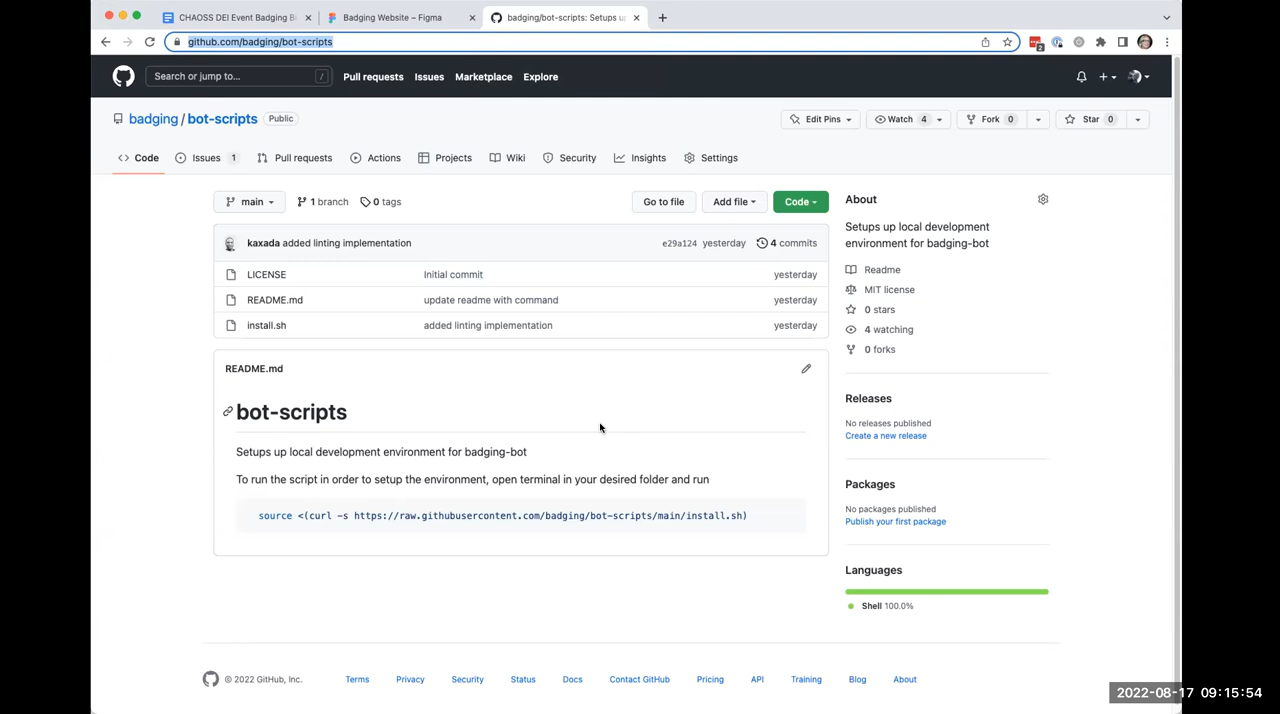 CHAOSS DEI Event Badging B
Badging Website – Figma
badging/bot-scripts: Setups u
github.com/badging/bot-scripts
2
Search or jump to...
/
Pull requests
Issues
Marketplace
Explore
badging / bot-scripts
Public
Edit Pins
Watch 4
Fork 0
Star 0
Code
Issues 1
Pull requests
Actions
Projects
Wiki
Security
Insights
Settings
main
1 branch
0 tags
Go to file
Add file
Code
kaxada added linting implementation
e29a124 yesterday
4 commits
LICENSE
Initial commit
yesterday
README.md
update readme with command
yesterday
install.sh
added linting implementation
yesterday
README.md
bot-scripts
Setups up local development environment for badging-bot
To run the script in order to setup the environment, open terminal in your desired folder and run
source <(curl -s https://raw.githubusercontent.com/badging/bot-scripts/main/install.sh)
About
Setups up local development
environment for badging-bot
Readme
MIT license
0 stars
4 watching
0 forks
Releases
No releases published
Create a new release
Packages
No packages published
Publish your first package
Languages
Shell 100.0%
© 2022 GitHub, Inc.
Terms
Privacy
Security
Status
Docs
Contact GitHub
Pricing
API
Training
Blog
About
2022-08-17 09:15:54